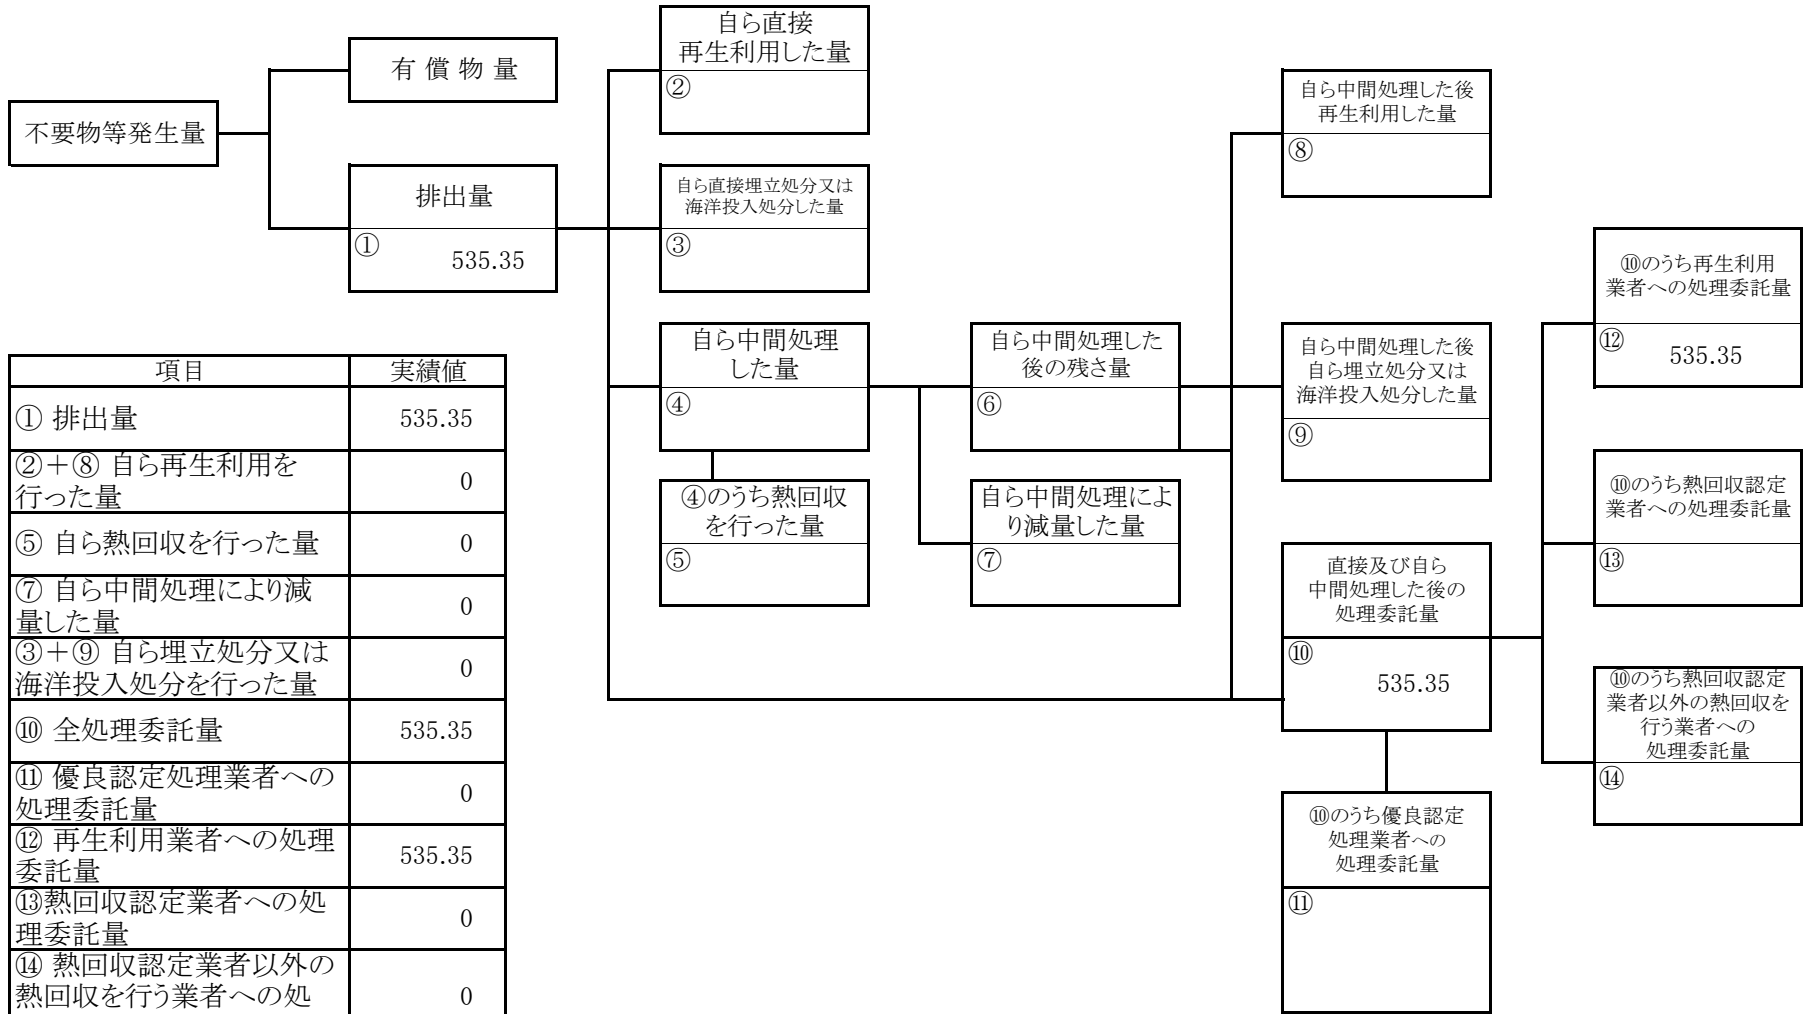 不要物等発生量
有 償 物 量
排出量
①
535.35
自ら直接
再生利用した量
②
自ら直接埋立処分又は
海洋投入処分した量
③
自ら中間処理
した量
④
④のうち熱回収
を行った量
⑤
自ら中間処理した
後の残さ量
⑥
自ら中間処理によ
り減量した量
⑦
自ら中間処理した後
再生利用した量
⑧
自ら中間処理した後
自ら埋立処分又は
海洋投入処分した量
⑨
直接及び自ら
中間処理した後の
処理委託量
⑩
535.35
⑩のうち優良認定
処理業者への
処理委託量
⑪
⑩のうち再生利用
業者への処理委託量
⑫
535.35
⑩のうち熱回収認定
業者への処理委託量
⑬
⑩のうち熱回収認定
業者以外の熱回収を
行う業者への
処理委託量
⑭
項目 実績値
① 排出量 535.35
②＋⑧ 自ら再生利用を
行った量 0
⑤ 自ら熱回収を行った量 0
⑦ 自ら中間処理により減
量した量 0
③＋⑨ 自ら埋立処分又は
海洋投入処分を行った量 0
⑩ 全処理委託量 535.35
⑪ 優良認定処理業者への
処理委託量 0
⑫ 再生利用業者への処理
委託量 535.35
⑬熱回収認定業者への処
理委託量 0
⑭ 熱回収認定業者以外の
熱回収を行う業者への処 0